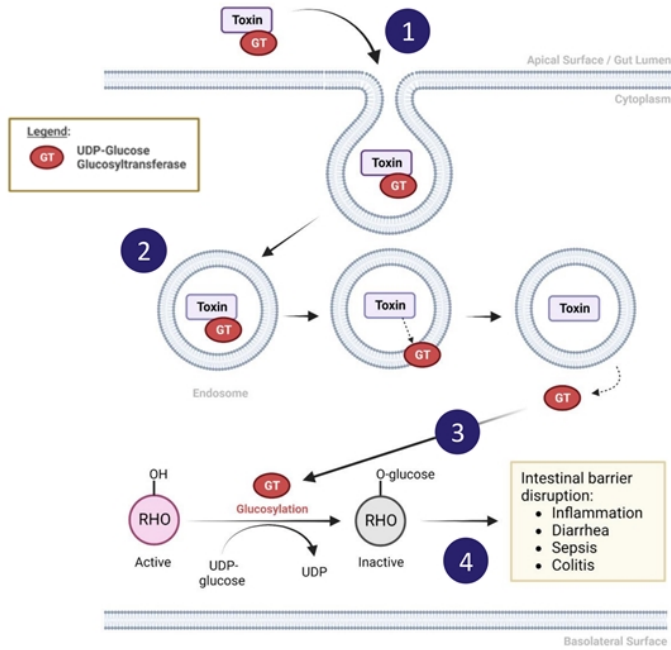 Toxin
GT
1
Apical Surface / Gut Lumen
Cytoplasm
Legend:
GT
UDP-Glucose
Glucosyltransferase
Toxin
GT
2
Toxin
GT
Toxin
GT
Toxin
Endosome
GT
3
OH
GT
O-glucose
RHO
Glucosylation
RHO
Active
UDP-
glucose
UDP
Inactive
4
Intestinal barrier
disruption:
• Inflammation
• Diarrhea
• Sepsis
• Colitis
Basolateral Surface